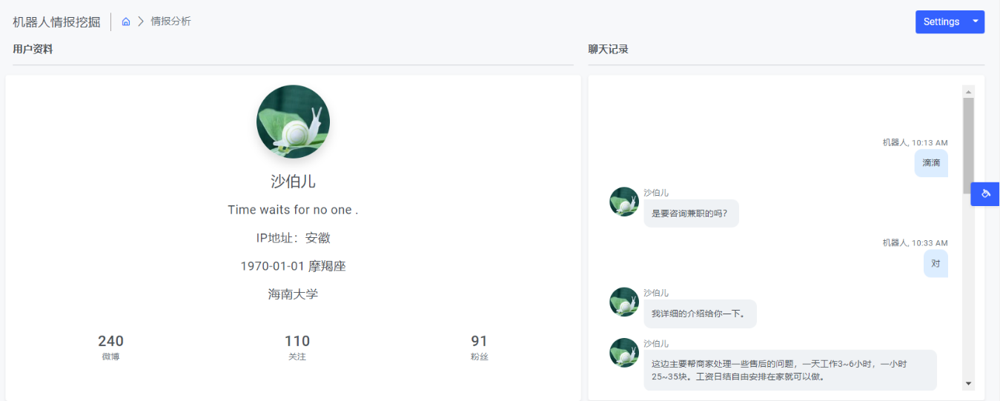 机器人情报挖掘
情报分析
Settings
用户资料
沙伯儿
Time waits for no one .
IP地址：安徽
1970-01-01 摩羯座
海南大学
240
微博
110
关注
91
粉丝
聊天记录
机器人, 10:13 AM
滴滴
沙伯儿
是要咨询兼职的吗？
机器人, 10:33 AM
对
沙伯儿
我详细的介绍给你一下。
沙伯儿
这边主要帮商家处理一些售后的问题，一天工作3~6小时，一小时
25~35块。工资日结自由安排在家就可以做。